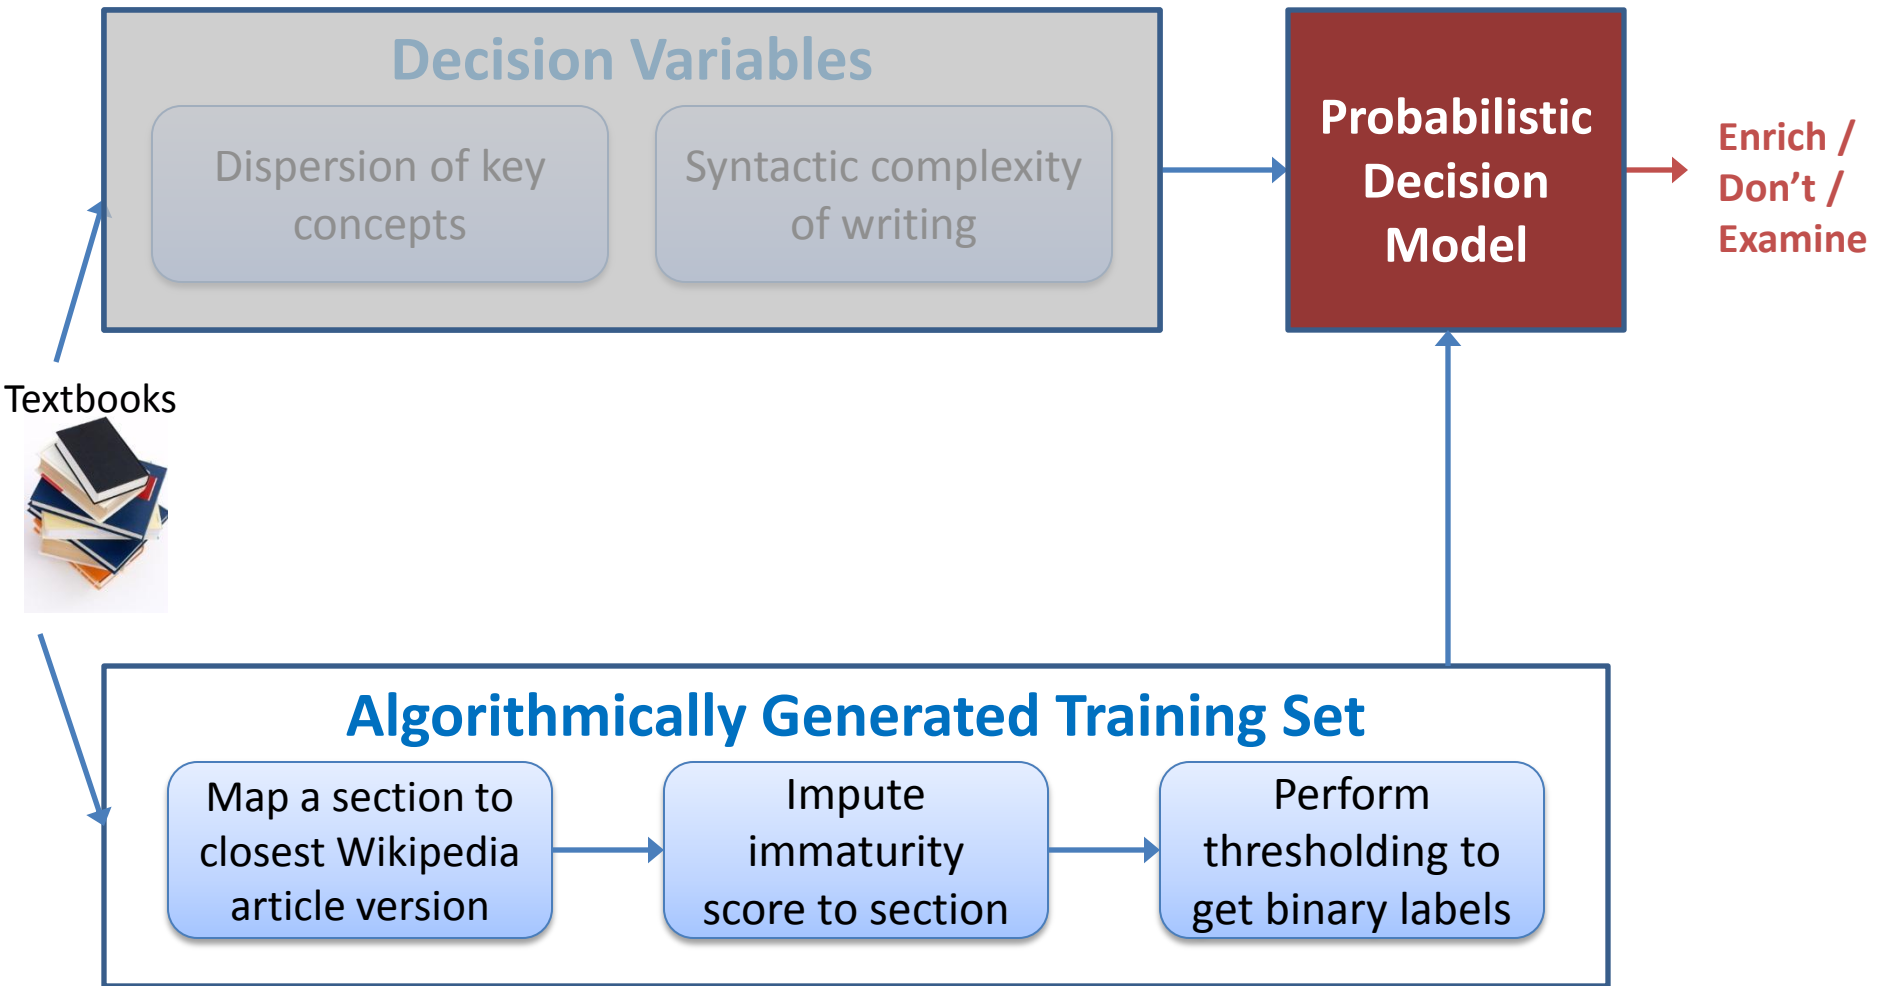 Decision Variables
Dispersion of key
concepts
Syntactic complexity
of writing
Probabilistic
Decision
Model
Enrich /
Don’t /
Examine
Textbooks
Algorithmically Generated Training Set
Map a section to
closest Wikipedia
article version
Impute
immaturity
score to section
Perform
thresholding to
get binary labels